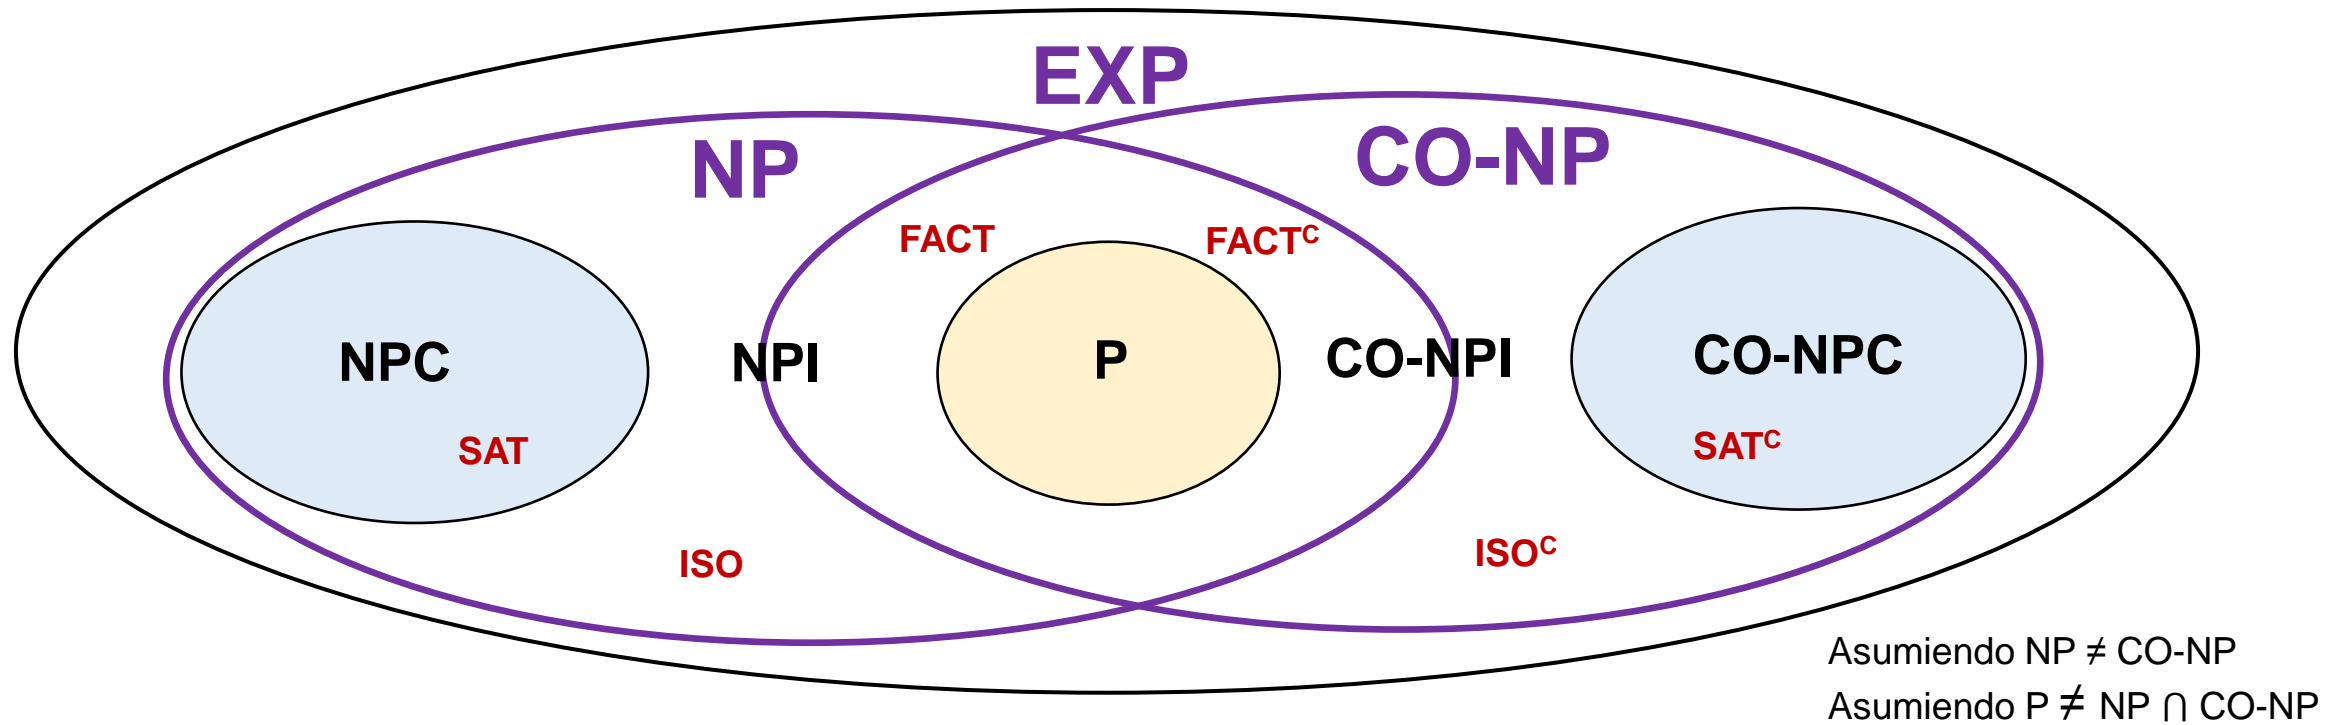 EXP
NP
CO-NP
FACT
FACTᶜ
NPC
NPI
P
CO-NPI
CO-NPC
SAT
SATᶜ
ISO
ISOᶜ
Asumiendo NP ≠ CO-NP
Asumiendo P ≠ NP ∩ CO-NP